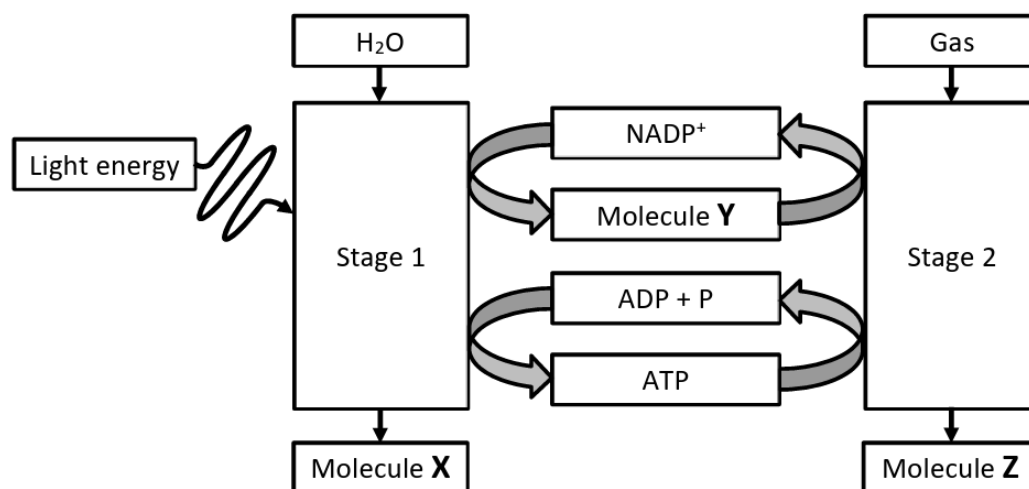 H₂O
Gas
NADP⁺
Light energy
Molecule Y
Stage 1
Stage 2
ADP + P
ATP
Molecule X
Molecule Z